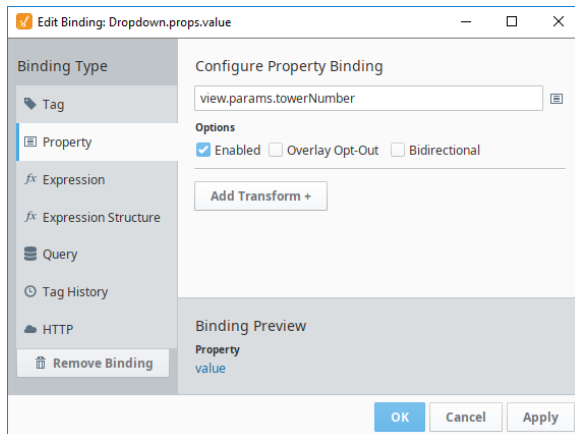 Edit Binding: Dropdown.props.value
Binding Type
Tag
Property
fx Expression
fx Expression Structure
Query
Tag History
HTTP
Remove Binding
Configure Property Binding
view.params.towerNumber
Options
Enabled Overlay Opt-Out Bidirectional
Add Transform +
Binding Preview
Property
value
OK Cancel Apply